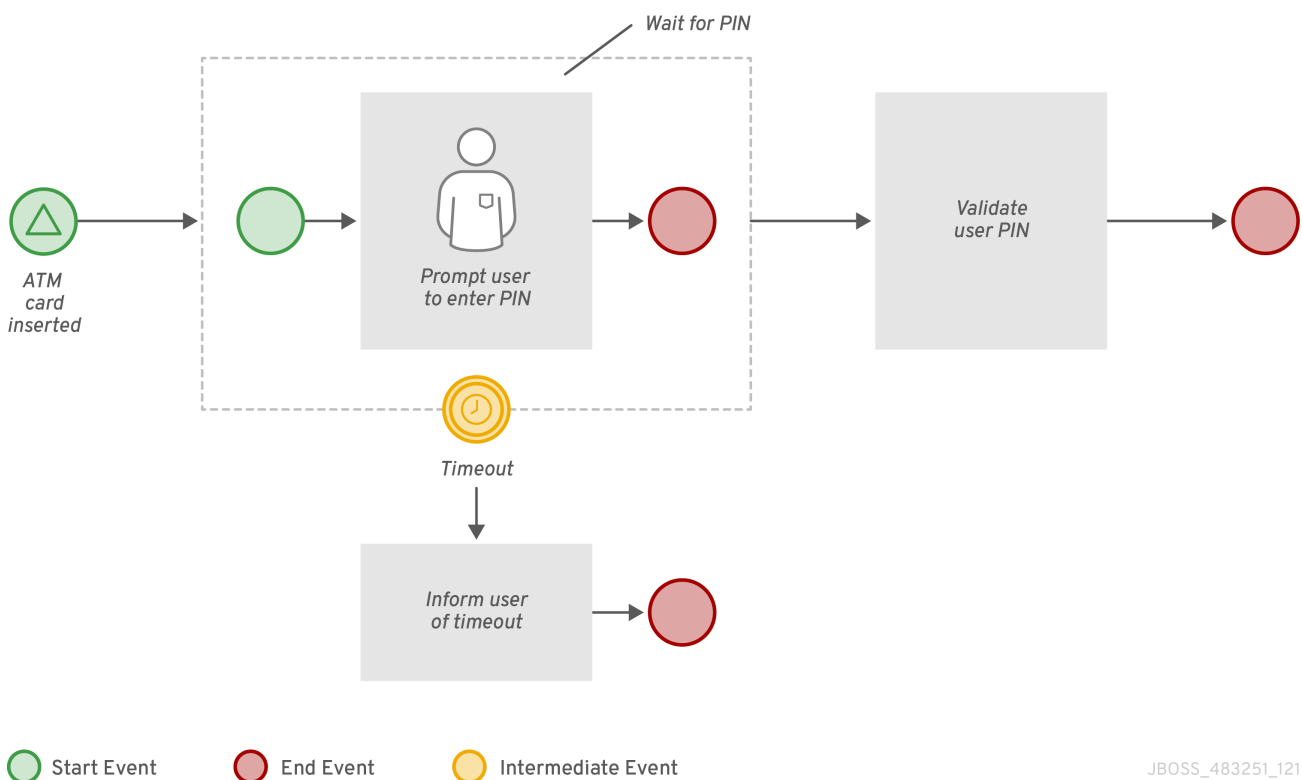 Wait for PIN
ATM
card
inserted
Prompt user
to enter PIN
Validate
user PIN
Timeout
Inform user
of timeout
Start Event
End Event
Intermediate Event
JBOSS_483251_121